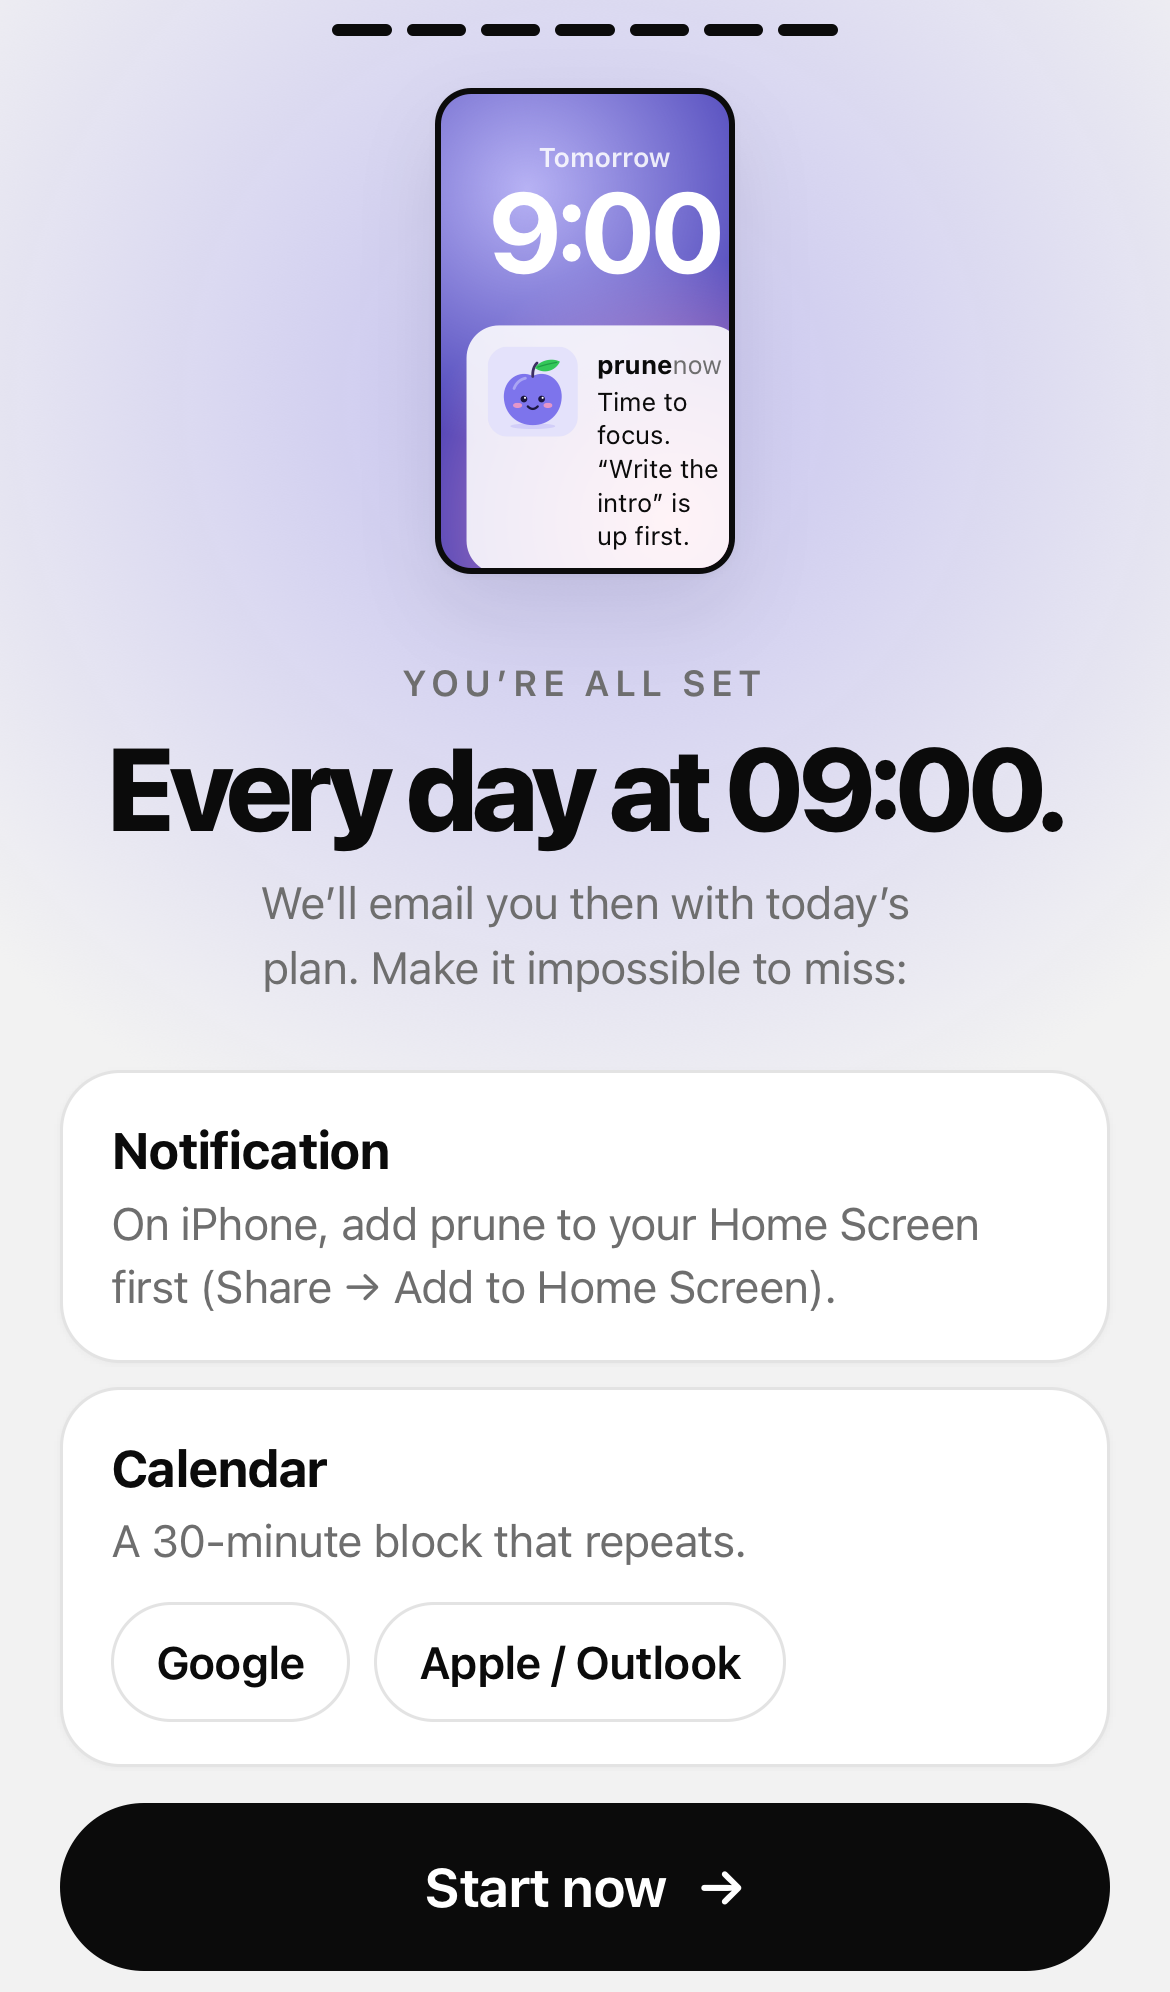 Tomorrow
9:00
prunenow
Time to
focus.
“Write the
intro” is
up first.
YOU’RE ALL SET
Every day at 09:00.
We’ll email you then with today’s
plan. Make it impossible to miss:
Notification
On iPhone, add prune to your Home Screen
first (Share → Add to Home Screen).
Calendar
A 30-minute block that repeats.
Google
Apple / Outlook
Start now →